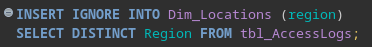 INSERT IGNORE INTO Dim_Locations (region)
SELECT DISTINCT Region FROM tbl_AccessLogs;